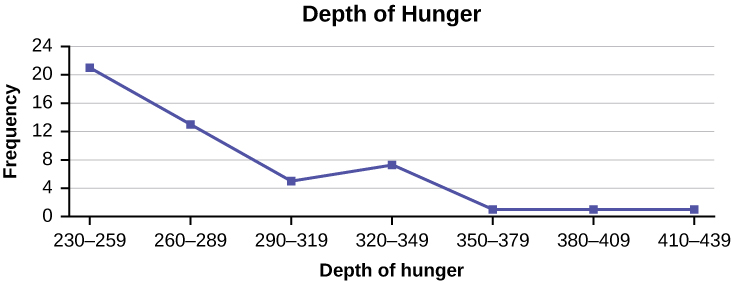 Depth of Hunger
Frequency
24
20
16
12
8
4
0
230–259 260–289 290–319 320–349 350–379 380–409 410–439
Depth of hunger